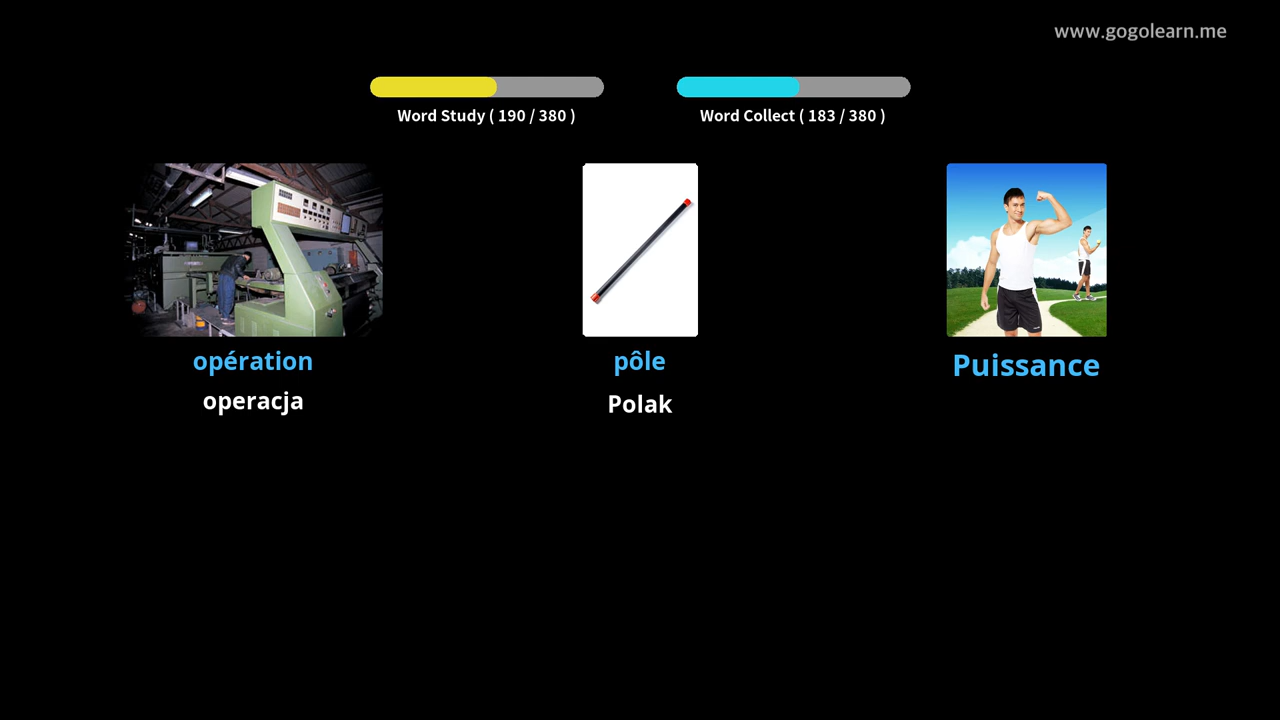 www.gogolearn.me
Word Study ( 190 / 380 )
Word Collect ( 183 / 380 )
opération
pôle
Puissance
operacja
Polak